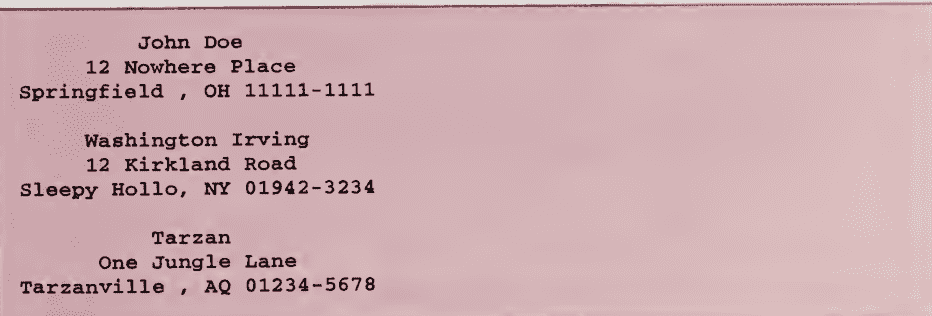 John Doe
12 Nowhere Place
Springfield , OH 11111-1111
Washington Irving
12 Kirkland Road
Sleepy Hollo, NY 01942-3234
Tarzan
One Jungle Lane
Tarzanville , AQ 01234-5678